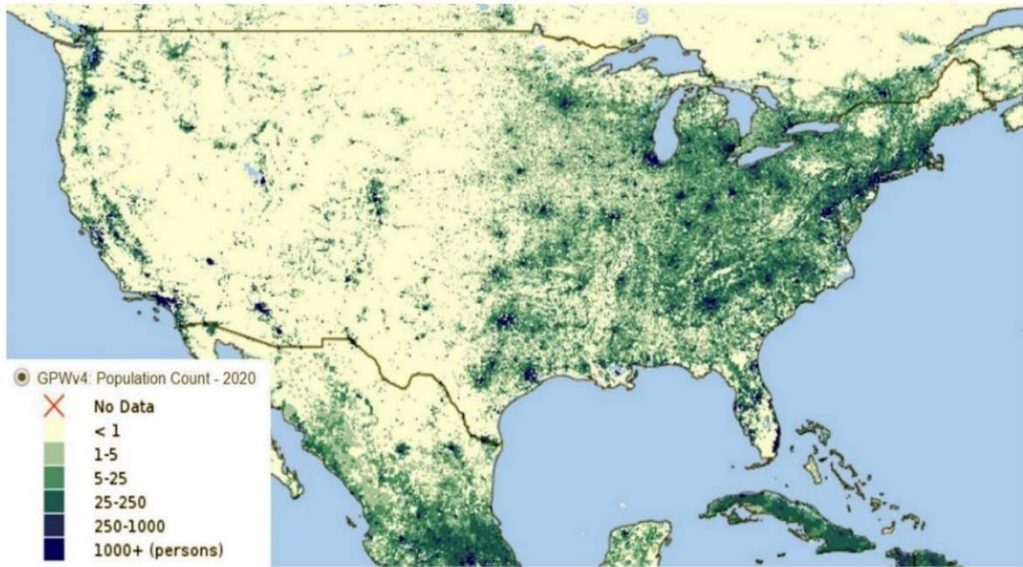 GPWv4: Population Count - 2020
No Data
< 1
1-5
5-25
25-250
250-1000
1000+ (persons)